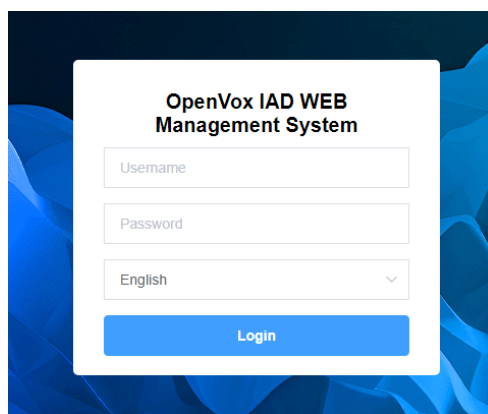 OpenVox IAD WEB
Management System
Username
Password
English
Login